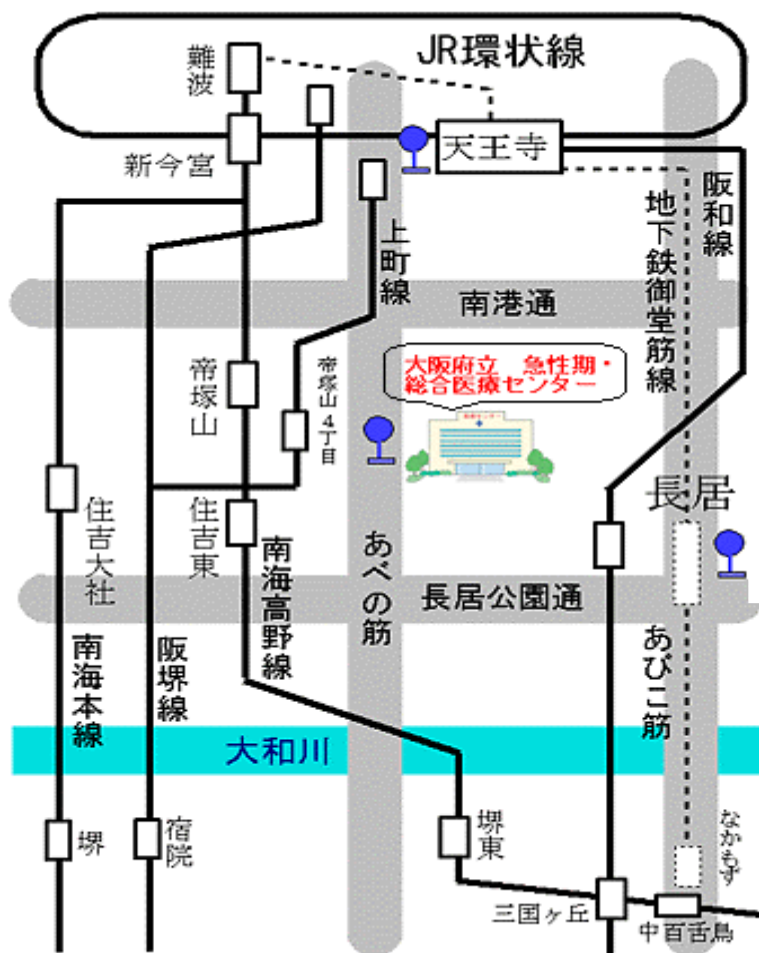 JR環状線
難波
天王寺
新今宮
阪和線
地下鉄御堂筋線
上町線
南港通
大阪府立　急性期・
総合医療センター
帝塚山
帝塚山4丁目
長居
住吉大社
住吉東
南海高野線
あべの筋
長居公園通
南海本線
阪堺線
あびこ筋
大和川
堺
宿院
堺東
なかもず
三国ヶ丘
中百舌鳥